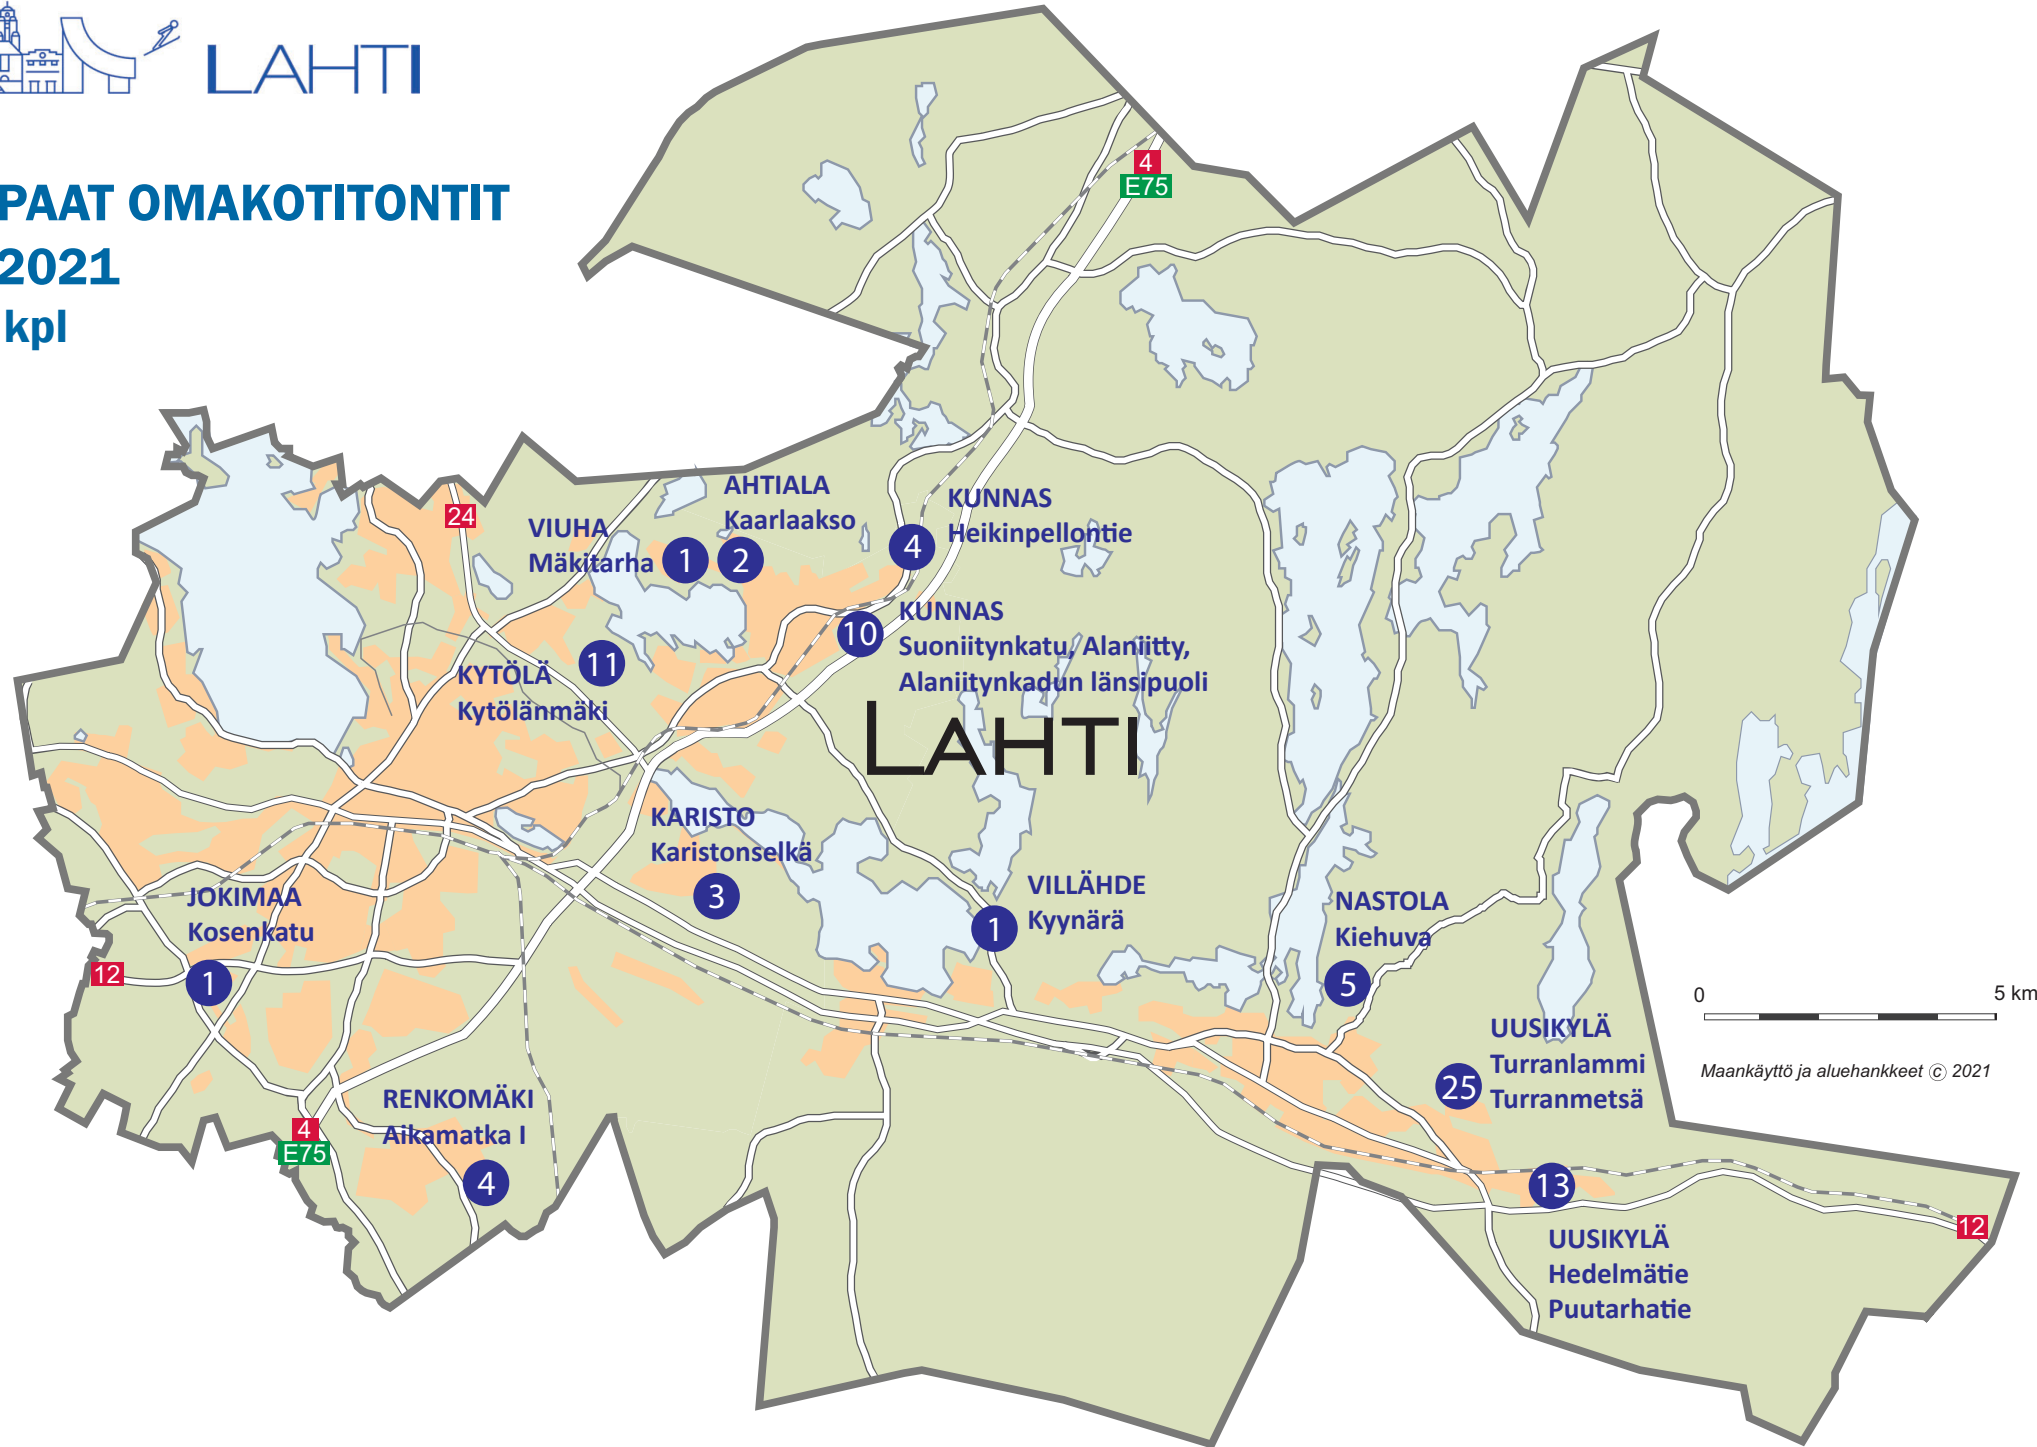 LAHTI
PAAT OMAKOTITONTIT
2021
kpl
4
E75
24
AHTIALA
Kaarlaakso
2
VIUHA
Mäkitarha
1
KUNNAS
Heikinpellontie
4
KUNNAS
Suoniitynkatu, Alaniitty,
Alaniitynkadun länsipuoli
10
KYTÖLÄ
Kytölänmäki
11
LAHTI
KARISTO
Karistonselkä
3
VILLÄHDE
Kyynärä
1
NASTOLA
Kiehuva
5
JOKIMAA
Kosenkatu
1
12
0 5 km
Maankäyttö ja aluehankkeet © 2021
UUSIKYLÄ
Turranlammi
Turranmetsä
25
RENKOMÄKI
Aikamatka I
4
4
E75
13
UUSIKYLÄ
Hedelmätie
Puutarhatie
12